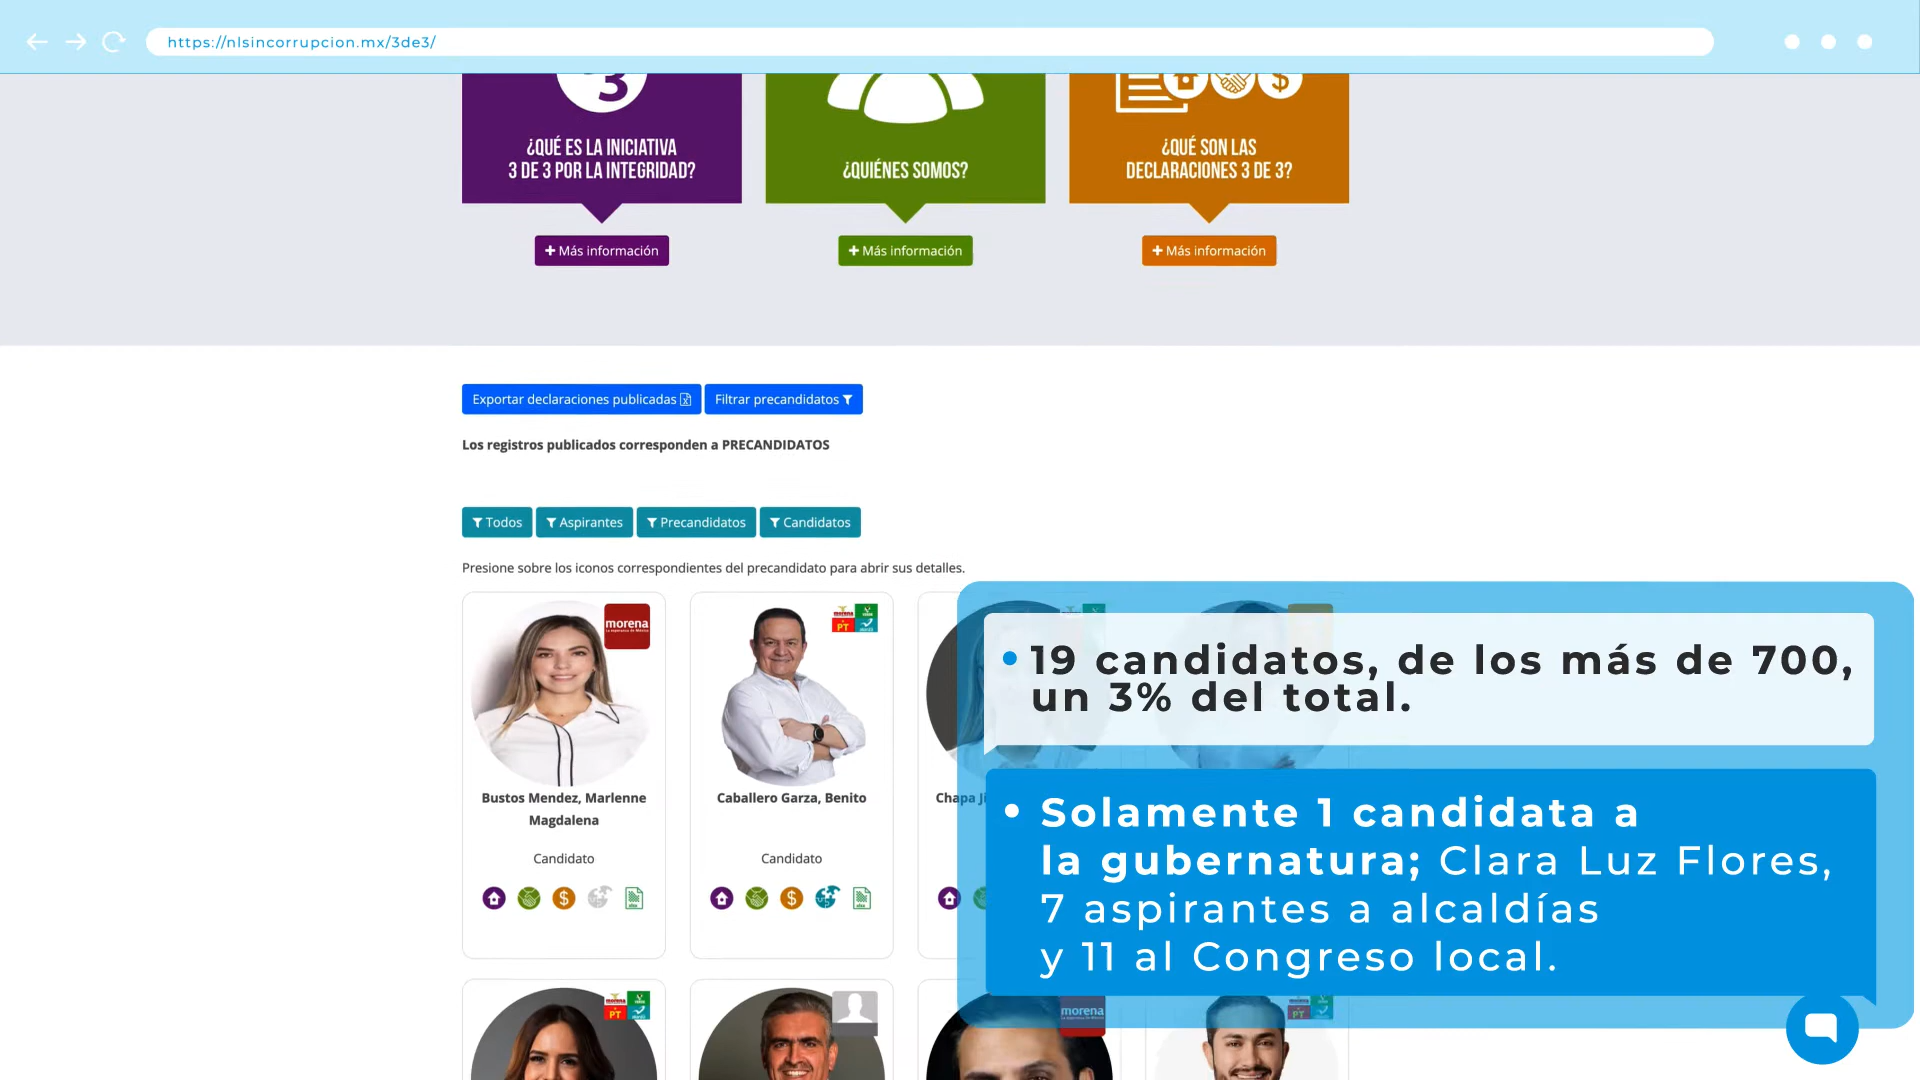 https://nlsincorrupcion.mx/3de3/
3
$
¿QUÉ ES LA INICIATIVA
3 DE 3 POR LA INTEGRIDAD?
¿QUIÉNES SOMOS?
¿QUÉ SON LAS
DECLARACIONES 3 DE 3?
Más información
Más información
Más información
Exportar declaraciones publicadas
Filtrar precandidatos
Los registros publicados corresponden a PRECANDIDATOS
Todos
Aspirantes
Precandidatos
Candidatos
Presione sobre los iconos correspondientes del precandidato para abrir sus detalles.
morena
La esperanza de México
morena
PT
• 19 candidatos, de los más de 700,
un 3% del total.
Bustos Mendez, Marlenne
Magdalena
Candidato
$
Caballero Garza, Benito
Candidato
$
Chapa
• Solamente 1 candidata a
la gubernatura; Clara Luz Flores,
7 aspirantes a alcaldías
y 11 al Congreso local.
morena
PT
morena
PT